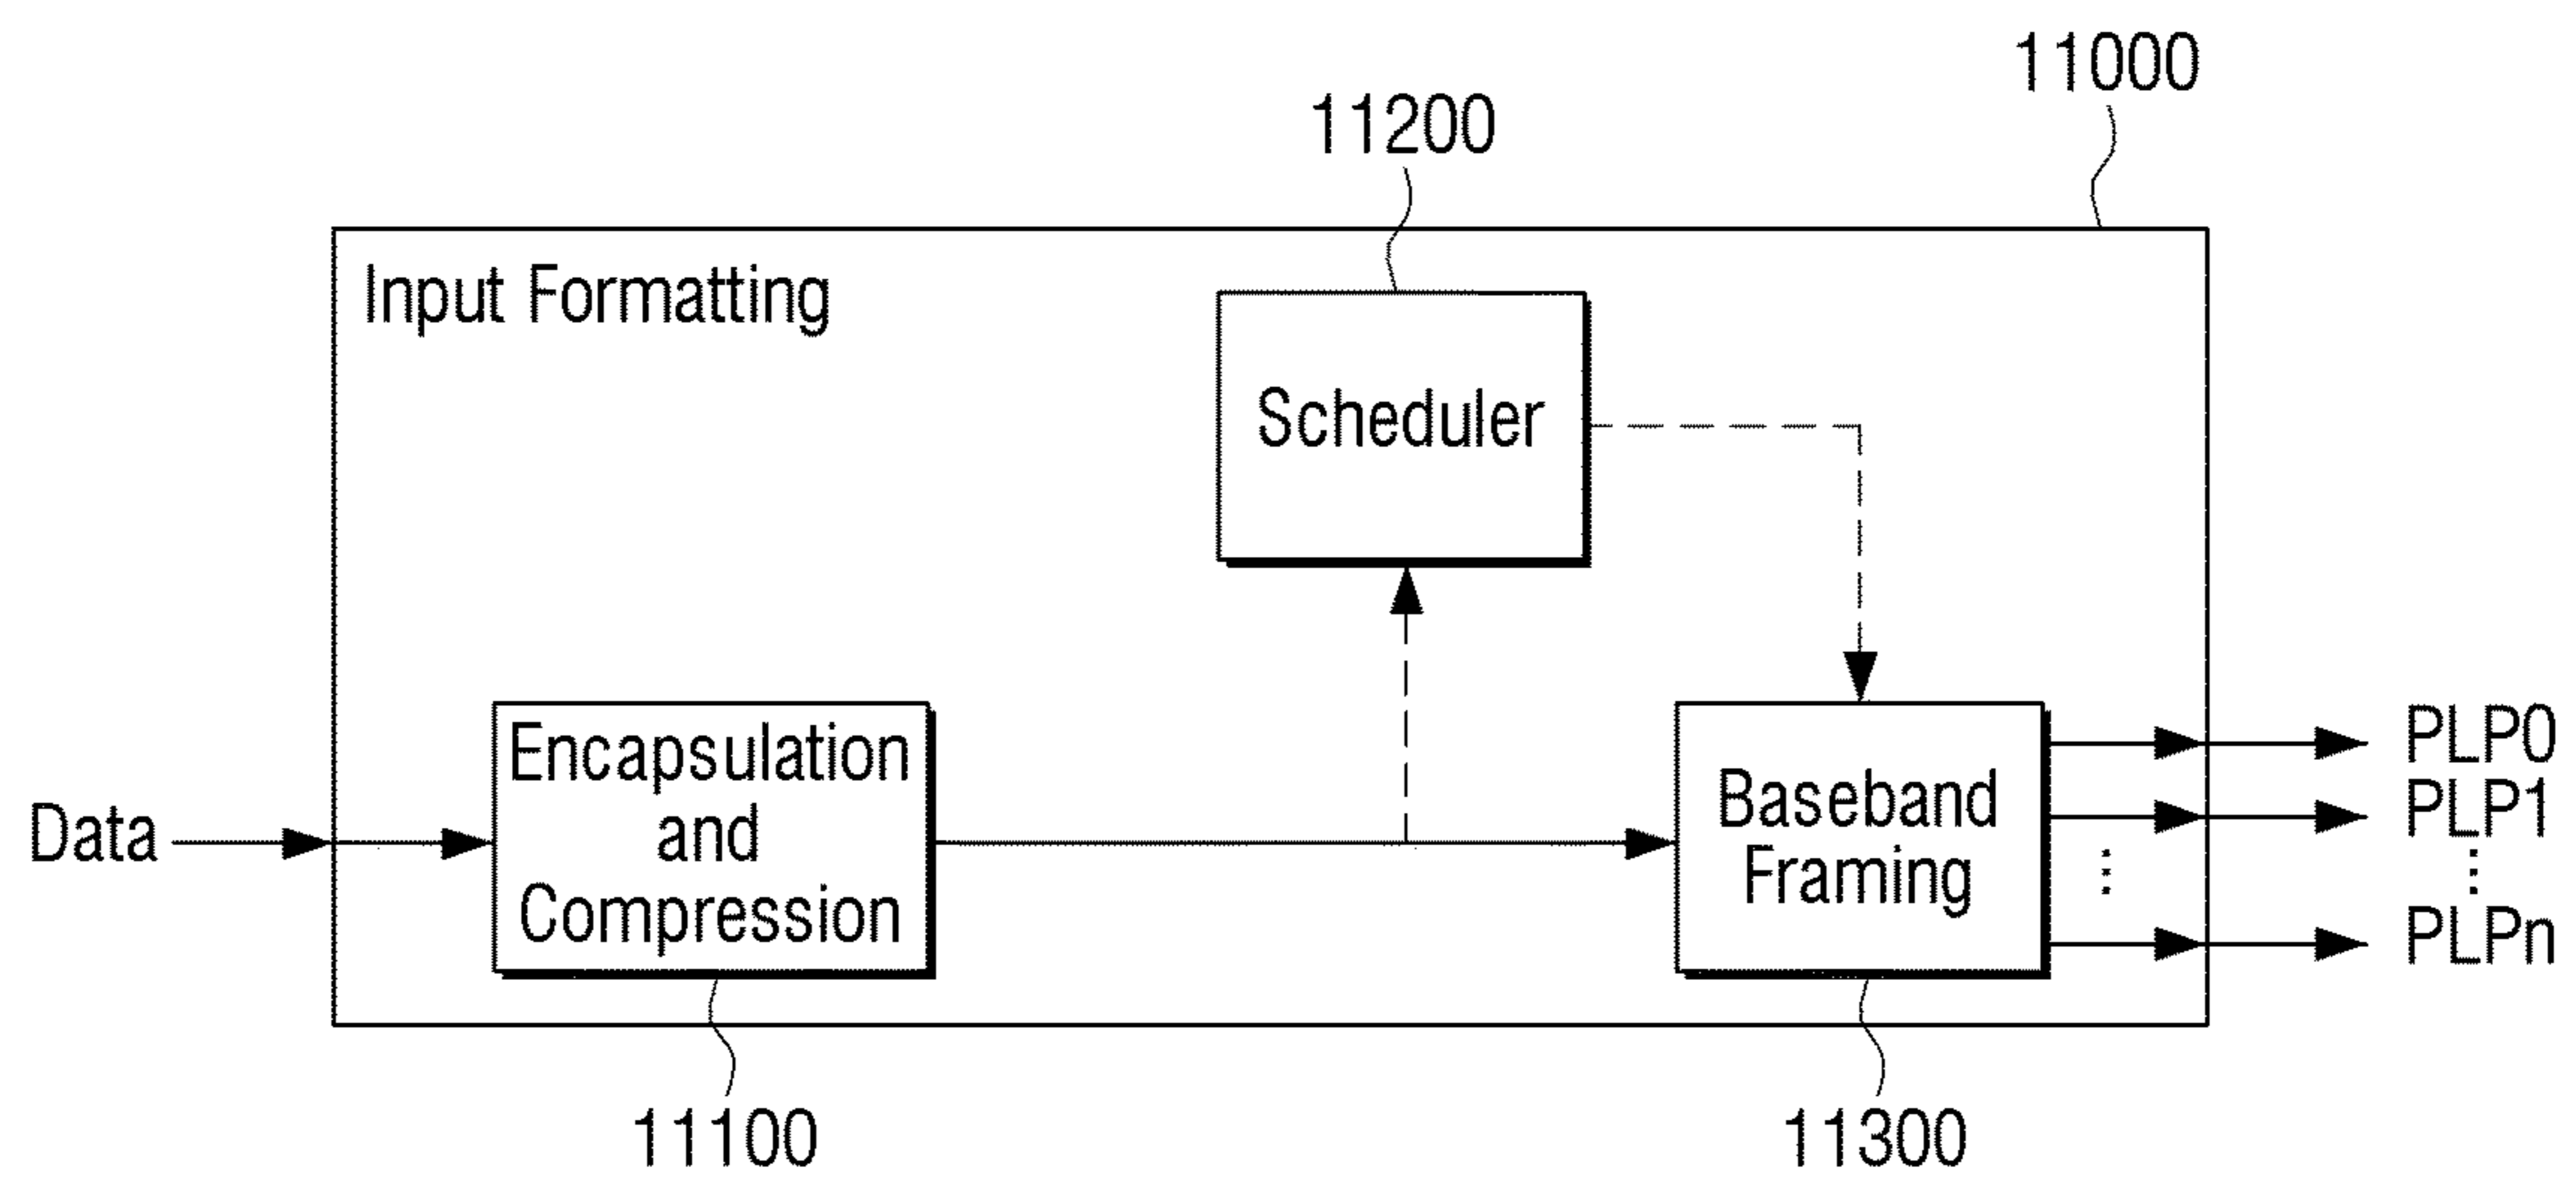 11000
11200
Input Formatting
Scheduler
Encapsulation
and
Compression
Data
Baseband
Framing
PLP0
PLP1
⋮
⋮
PLPn
11100
11300